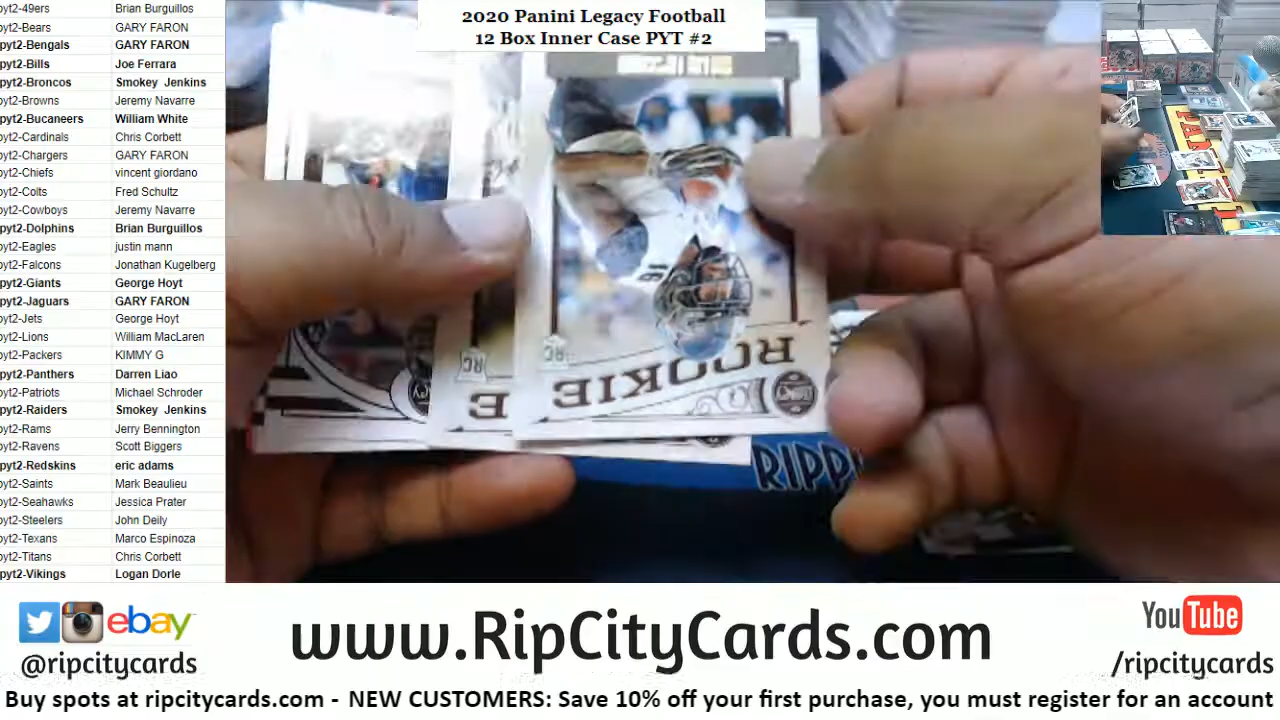 2020 Panini Legacy Football
12 Box Inner Case PYT #2
pyt2-49ers Brian Burguillos
pyt2-Bears GARY FARON
pyt2-Bengals GARY FARON
pyt2-Bills Joe Ferrara
pyt2-Broncos Smokey Jenkins
pyt2-Browns Jeremy Navarre
pyt2-Bucaneers William White
pyt2-Cardinals Chris Corbett
pyt2-Chargers GARY FARON
pyt2-Chiefs vincent giordano
pyt2-Colts Fred Schultz
pyt2-Cowboys Jeremy Navarre
pyt2-Dolphins Brian Burguillos
pyt2-Eagles justin mann
pyt2-Falcons Jonathan Kugelberg
pyt2-Giants George Hoyt
pyt2-Jaguars GARY FARON
pyt2-Jets George Hoyt
pyt2-Lions William MacLaren
pyt2-Packers KIMMY G
pyt2-Panthers Darren Liao
pyt2-Patriots Michael Schroder
pyt2-Raiders Smokey Jenkins
pyt2-Rams Jerry Bennington
pyt2-Ravens Scott Biggers
pyt2-Redskins eric adams
pyt2-Saints Mark Beaulieu
pyt2-Seahawks Jessica Prater
pyt2-Steelers John Deily
pyt2-Texans Marco Espinoza
pyt2-Titans Chris Corbett
pyt2-Vikings Logan Dorle
ROOKIE
RC
RC
RIPP
ebay
@ripcitycards
www.RipCityCards.com
YouTube
/ripcitycards
Buy spots at ripcitycards.com - NEW CUSTOMERS: Save 10% off your first purchase, you must register for an account